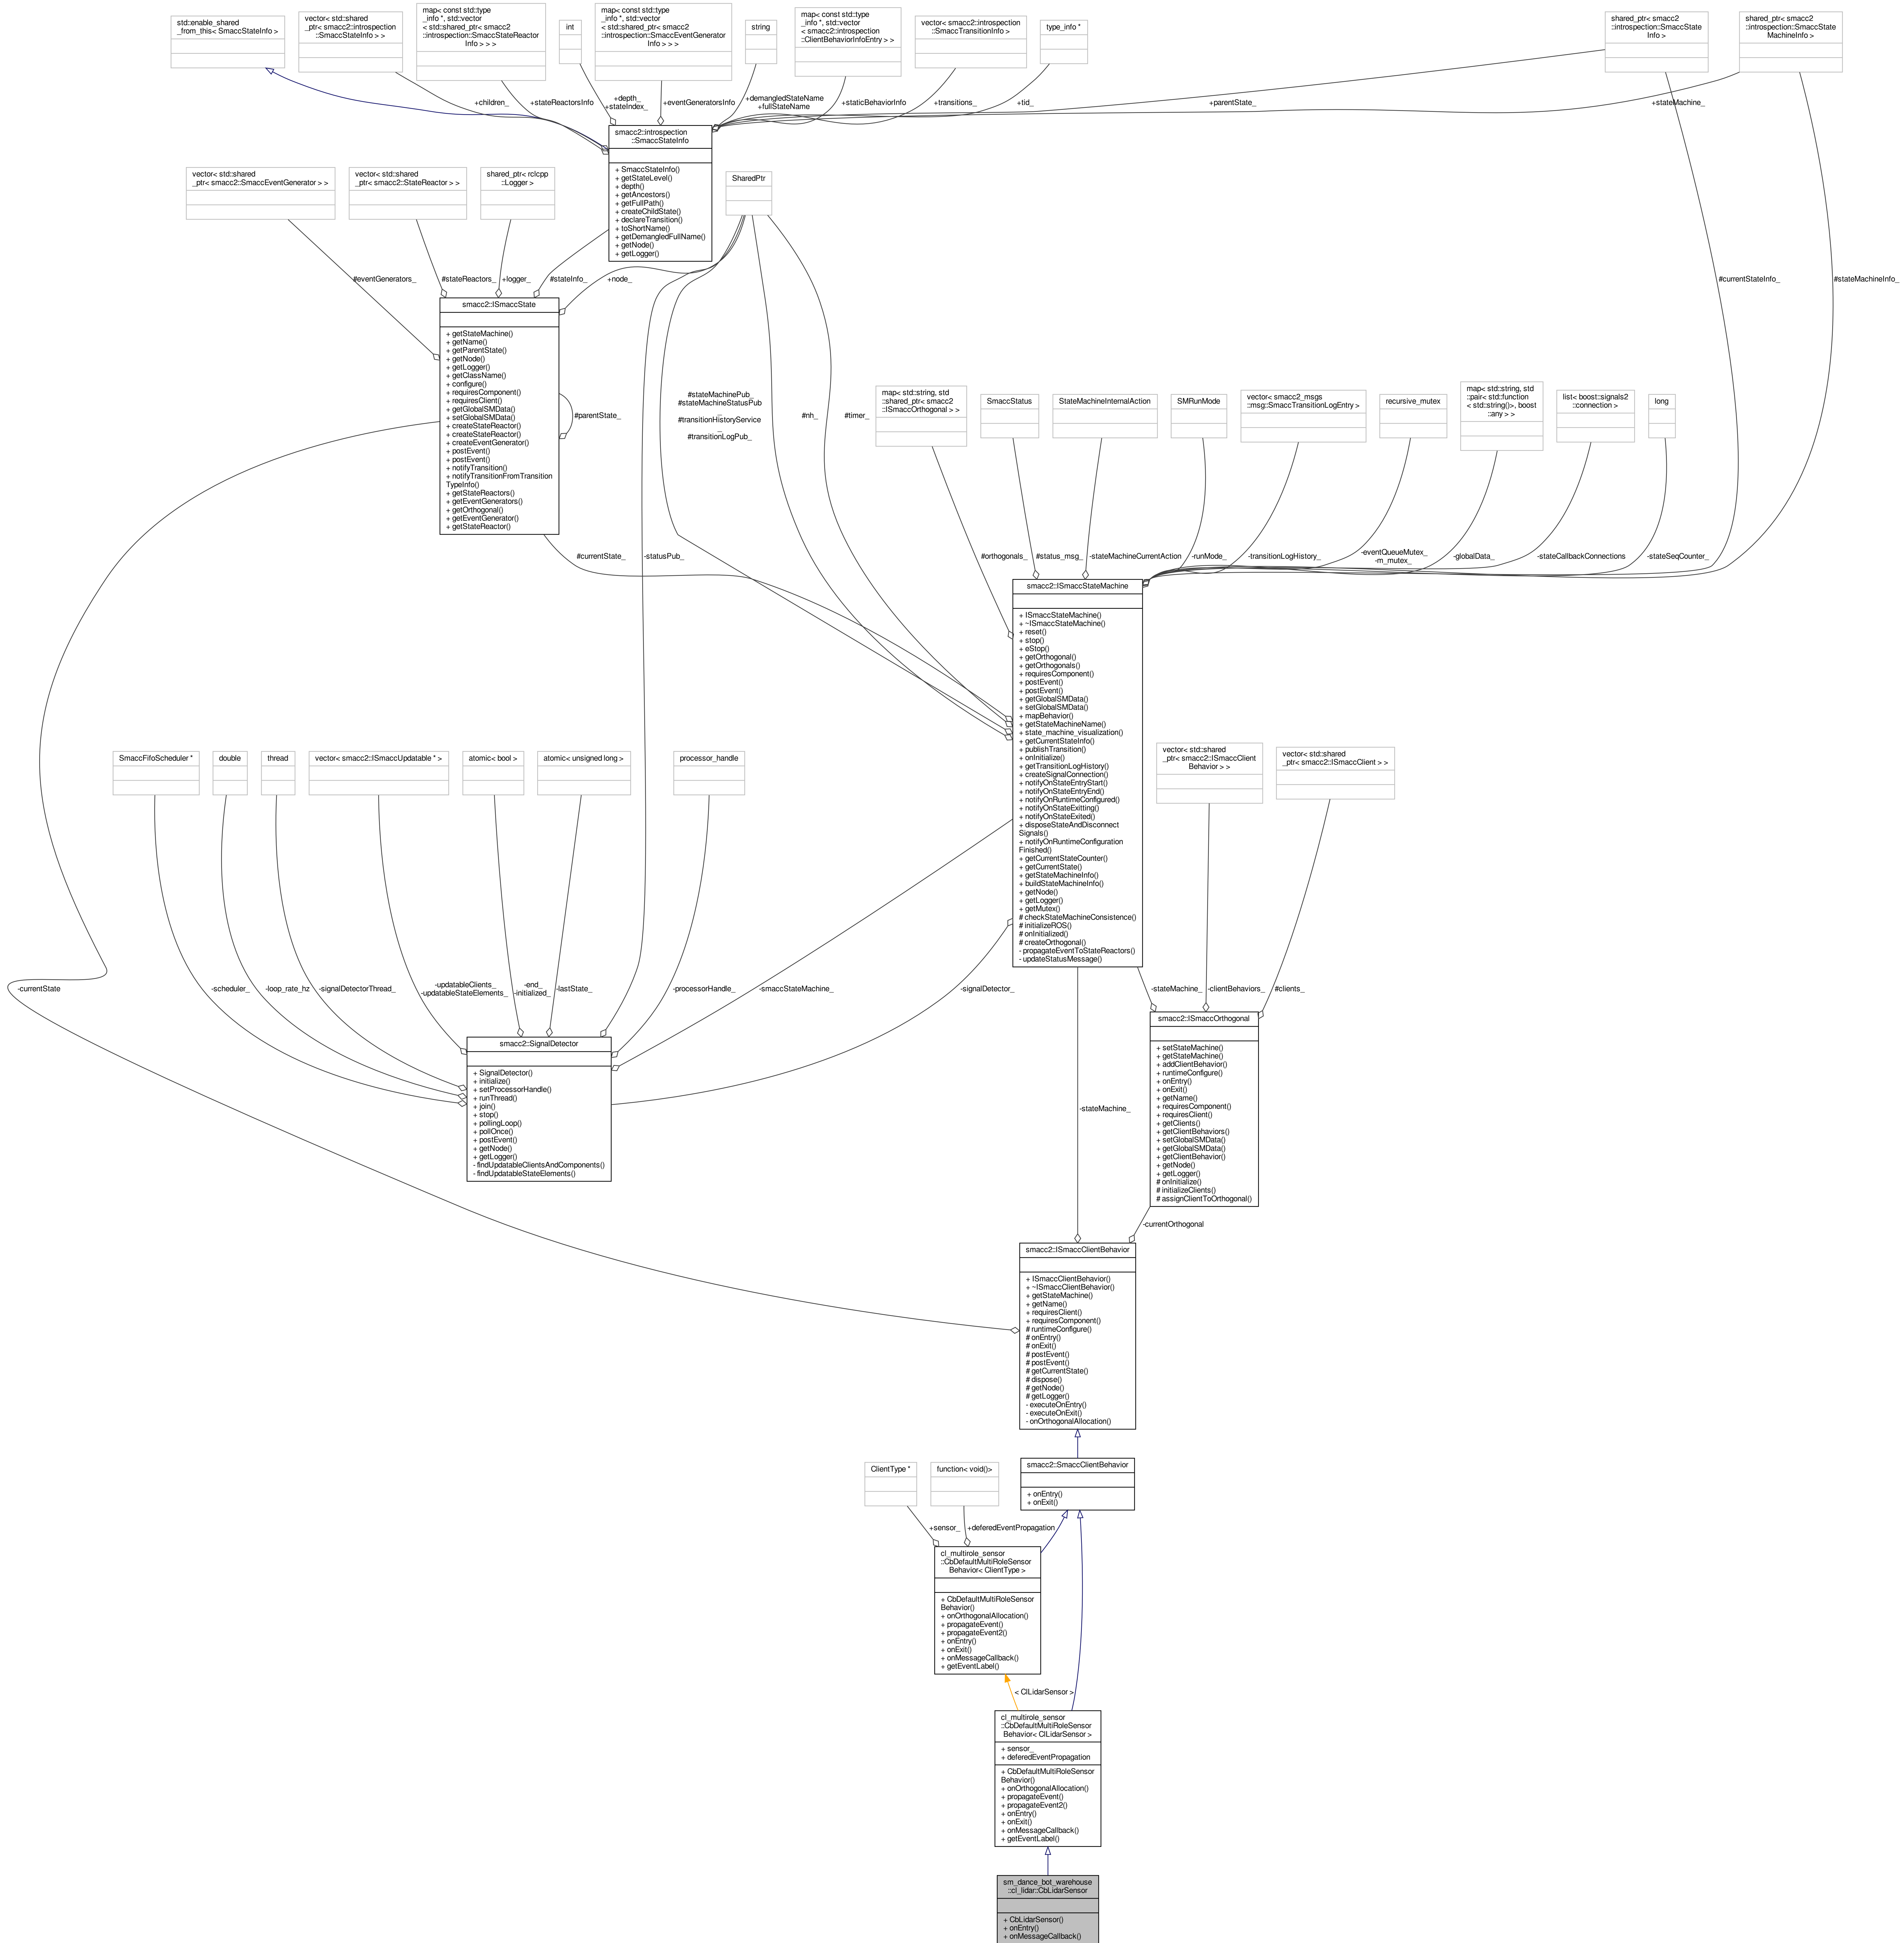 std::enable_shared
_from_this< SmaccStateInfo >
vector< std::shared
_ptr< smacc2::introspection
::SmaccStateInfo > >
map< const std::type
_info *, std::vector
< std::shared_ptr< smacc2
::introspection::SmaccStateReactor
Info > > >
int
map< const std::type
_info *, std::vector
< std::shared_ptr< smacc2
::introspection::SmaccEventGenerator
Info > > >
string
map< const std::type
_info *, std::vector
< smacc2::introspection
::ClientBehaviorInfoEntry > >
vector< smacc2::introspection
::SmaccTransitionInfo >
type_info *
shared_ptr< smacc2
::introspection::SmaccState
Info >
shared_ptr< smacc2
::introspection::SmaccState
MachineInfo >
+children_
+stateReactorsInfo
+depth_
+stateIndex_
+eventGeneratorsInfo
+demangledStateName
+fullStateName
+staticBehaviorInfo
+transitions_
+tid_
+parentState_
+stateMachine_
smacc2::introspection
::SmaccStateInfo
+ SmaccStateInfo()
+ getStateLevel()
+ depth()
+ getAncestors()
+ getFullPath()
+ createChildState()
+ declareTransition()
+ toShortName()
+ getDemangledFullName()
+ getNode()
+ getLogger()
vector< std::shared
_ptr< smacc2::SmaccEventGenerator > >
vector< std::shared
_ptr< smacc2::StateReactor > >
shared_ptr< rclcpp
::Logger >
SharedPtr
#eventGenerators_
#stateReactors_
+logger_
#stateInfo_
+node_
#currentStateInfo_
#stateMachineInfo_
smacc2::ISmaccState
+ getStateMachine()
+ getName()
+ getParentState()
+ getNode()
+ getLogger()
+ getClassName()
+ configure()
+ requiresComponent()
+ requiresClient()
+ getGlobalSMData()
+ setGlobalSMData()
+ createStateReactor()
+ createStateReactor()
+ createEventGenerator()
+ postEvent()
+ postEvent()
+ notifyTransition()
+ notifyTransitionFromTransition
TypeInfo()
+ getStateReactors()
+ getEventGenerators()
+ getOrthogonal()
+ getEventGenerator()
+ getStateReactor()
#parentState_
#stateMachinePub_
#stateMachineStatusPub
_
#transitionHistoryService
_
#transitionLogPub_
#nh_
#timer_
map< std::string, std
::shared_ptr< smacc2
::ISmaccOrthogonal > >
SmaccStatus
StateMachineInternalAction
SMRunMode
vector< smacc2_msgs
::msg::SmaccTransitionLogEntry >
recursive_mutex
map< std::string, std
::pair< std::function
< std::string()>, boost
::any > >
list< boost::signals2
::connection >
long
#currentState_
-statusPub_
#orthogonals_
#status_msg_
-stateMachineCurrentAction
-runMode_
-transitionLogHistory_
-eventQueueMutex_
-m_mutex_
-globalData_
-stateCallbackConnections
-stateSeqCounter_
smacc2::ISmaccStateMachine
+ ISmaccStateMachine()
+ ~ISmaccStateMachine()
+ reset()
+ stop()
+ eStop()
+ getOrthogonal()
+ getOrthogonals()
+ requiresComponent()
+ postEvent()
+ postEvent()
+ getGlobalSMData()
+ setGlobalSMData()
+ mapBehavior()
+ getStateMachineName()
+ state_machine_visualization()
+ getCurrentStateInfo()
+ publishTransition()
+ onInitialize()
+ getTransitionLogHistory()
+ createSignalConnection()
+ notifyOnStateEntryStart()
+ notifyOnStateEntryEnd()
+ notifyOnRuntimeConfigured()
+ notifyOnStateExitting()
+ notifyOnStateExited()
+ disposeStateAndDisconnect
Signals()
+ notifyOnRuntimeConfiguration
Finished()
+ getCurrentStateCounter()
+ getCurrentState()
+ getStateMachineInfo()
+ buildStateMachineInfo()
+ getNode()
+ getLogger()
+ getMutex()
# checkStateMachineConsistence()
# initializeROS()
# onInitialized()
# createOrthogonal()
- propagateEventToStateReactors()
- updateStatusMessage()
SmaccFifoScheduler *
double
thread
vector< smacc2::ISmaccUpdatable * >
atomic< bool >
atomic< unsigned long >
processor_handle
vector< std::shared
_ptr< smacc2::ISmaccClient
Behavior > >
vector< std::shared
_ptr< smacc2::ISmaccClient > >
-currentState
-scheduler_
-loop_rate_hz
-signalDetectorThread_
-updatableClients_
-updatableStateElements_
-end_
-initialized_
-lastState_
-processorHandle_
-smaccStateMachine_
-signalDetector_
-stateMachine_
-clientBehaviors_
#clients_
smacc2::SignalDetector
+ SignalDetector()
+ initialize()
+ setProcessorHandle()
+ runThread()
+ join()
+ stop()
+ pollingLoop()
+ pollOnce()
+ postEvent()
+ getNode()
+ getLogger()
- findUpdatableClientsAndComponents()
- findUpdatableStateElements()
smacc2::ISmaccOrthogonal
+ setStateMachine()
+ getStateMachine()
+ addClientBehavior()
+ runtimeConfigure()
+ onEntry()
+ onExit()
+ getName()
+ requiresComponent()
+ requiresClient()
+ getClients()
+ getClientBehaviors()
+ setGlobalSMData()
+ getGlobalSMData()
+ getClientBehavior()
+ getNode()
+ getLogger()
# onInitialize()
# initializeClients()
# assignClientToOrthogonal()
-stateMachine_
-currentOrthogonal
smacc2::ISmaccClientBehavior
+ ISmaccClientBehavior()
+ ~ISmaccClientBehavior()
+ getStateMachine()
+ getName()
+ requiresClient()
+ requiresComponent()
# runtimeConfigure()
# onEntry()
# onExit()
# postEvent()
# postEvent()
# getCurrentState()
# dispose()
# getNode()
# getLogger()
- executeOnEntry()
- executeOnExit()
- onOrthogonalAllocation()
ClientType *
function< void()>
smacc2::SmaccClientBehavior
+ onEntry()
+ onExit()
+sensor_
+deferedEventPropagation
cl_multirole_sensor
::CbDefaultMultiRoleSensor
Behavior< ClientType >
+ CbDefaultMultiRoleSensor
Behavior()
+ onOrthogonalAllocation()
+ propagateEvent()
+ propagateEvent2()
+ onEntry()
+ onExit()
+ onMessageCallback()
+ getEventLabel()
< ClLidarSensor >
cl_multirole_sensor
::CbDefaultMultiRoleSensor
Behavior< ClLidarSensor >
+ sensor_
+ deferedEventPropagation
+ CbDefaultMultiRoleSensor
Behavior()
+ onOrthogonalAllocation()
+ propagateEvent()
+ propagateEvent2()
+ onEntry()
+ onExit()
+ onMessageCallback()
+ getEventLabel()
sm_dance_bot_warehouse
::cl_lidar::CbLidarSensor
+ CbLidarSensor()
+ onEntry()
+ onMessageCallback()